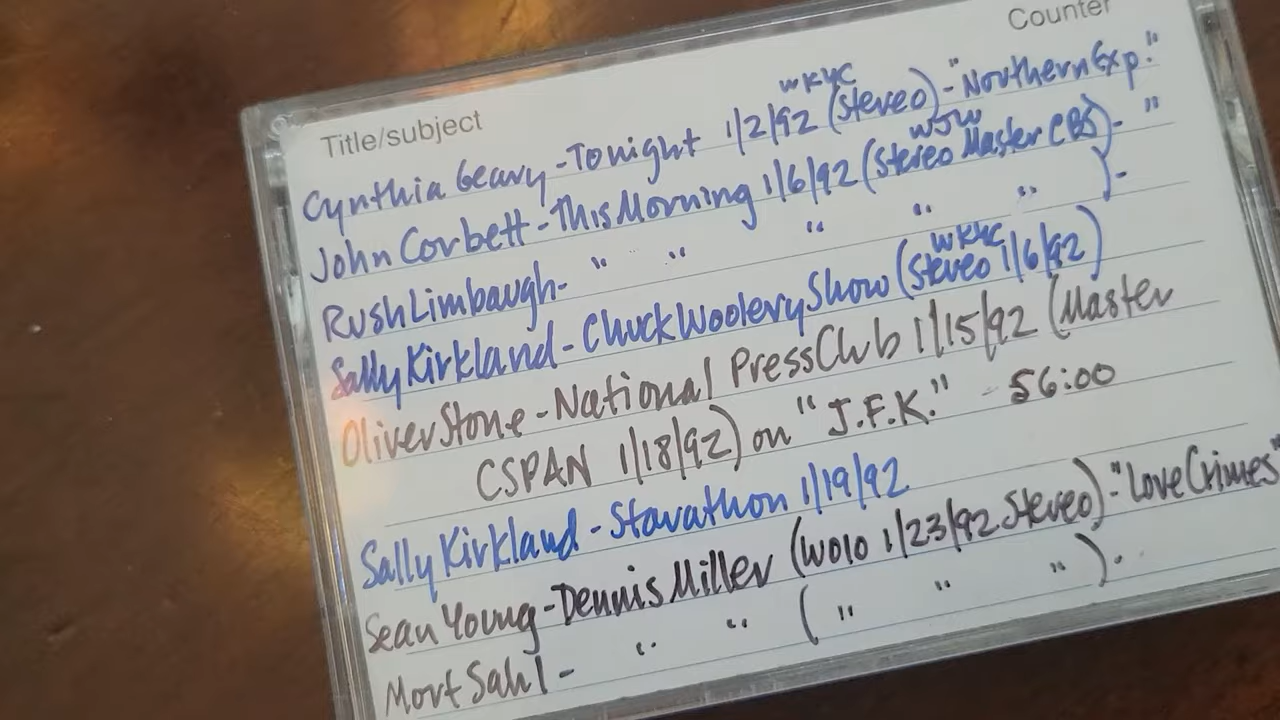 Counter
Title/subject
WKYC
Cynthia Geary - Tonight 1/2/92 (Stereo) - "Northern Exp."
WJW
John Corbett - This Morning 1/6/92 (Stereo Master CBS) - "
Rush Limbaugh - " " " " " ) -
WKYC
Sally Kirkland - Chuck Woolery Show (Stereo 1/6/92)
Oliver Stone - National Press Club 1/15/92 (Master
CSPAN 1/18/92) on "J.F.K." - 56:00
Sally Kirkland - Starathon 1/19/92
Sean Young - Dennis Miller (WOIO 1/23/92 Stereo) - "Love Crimes"
Mort Sahl - " " ( " " " ) -